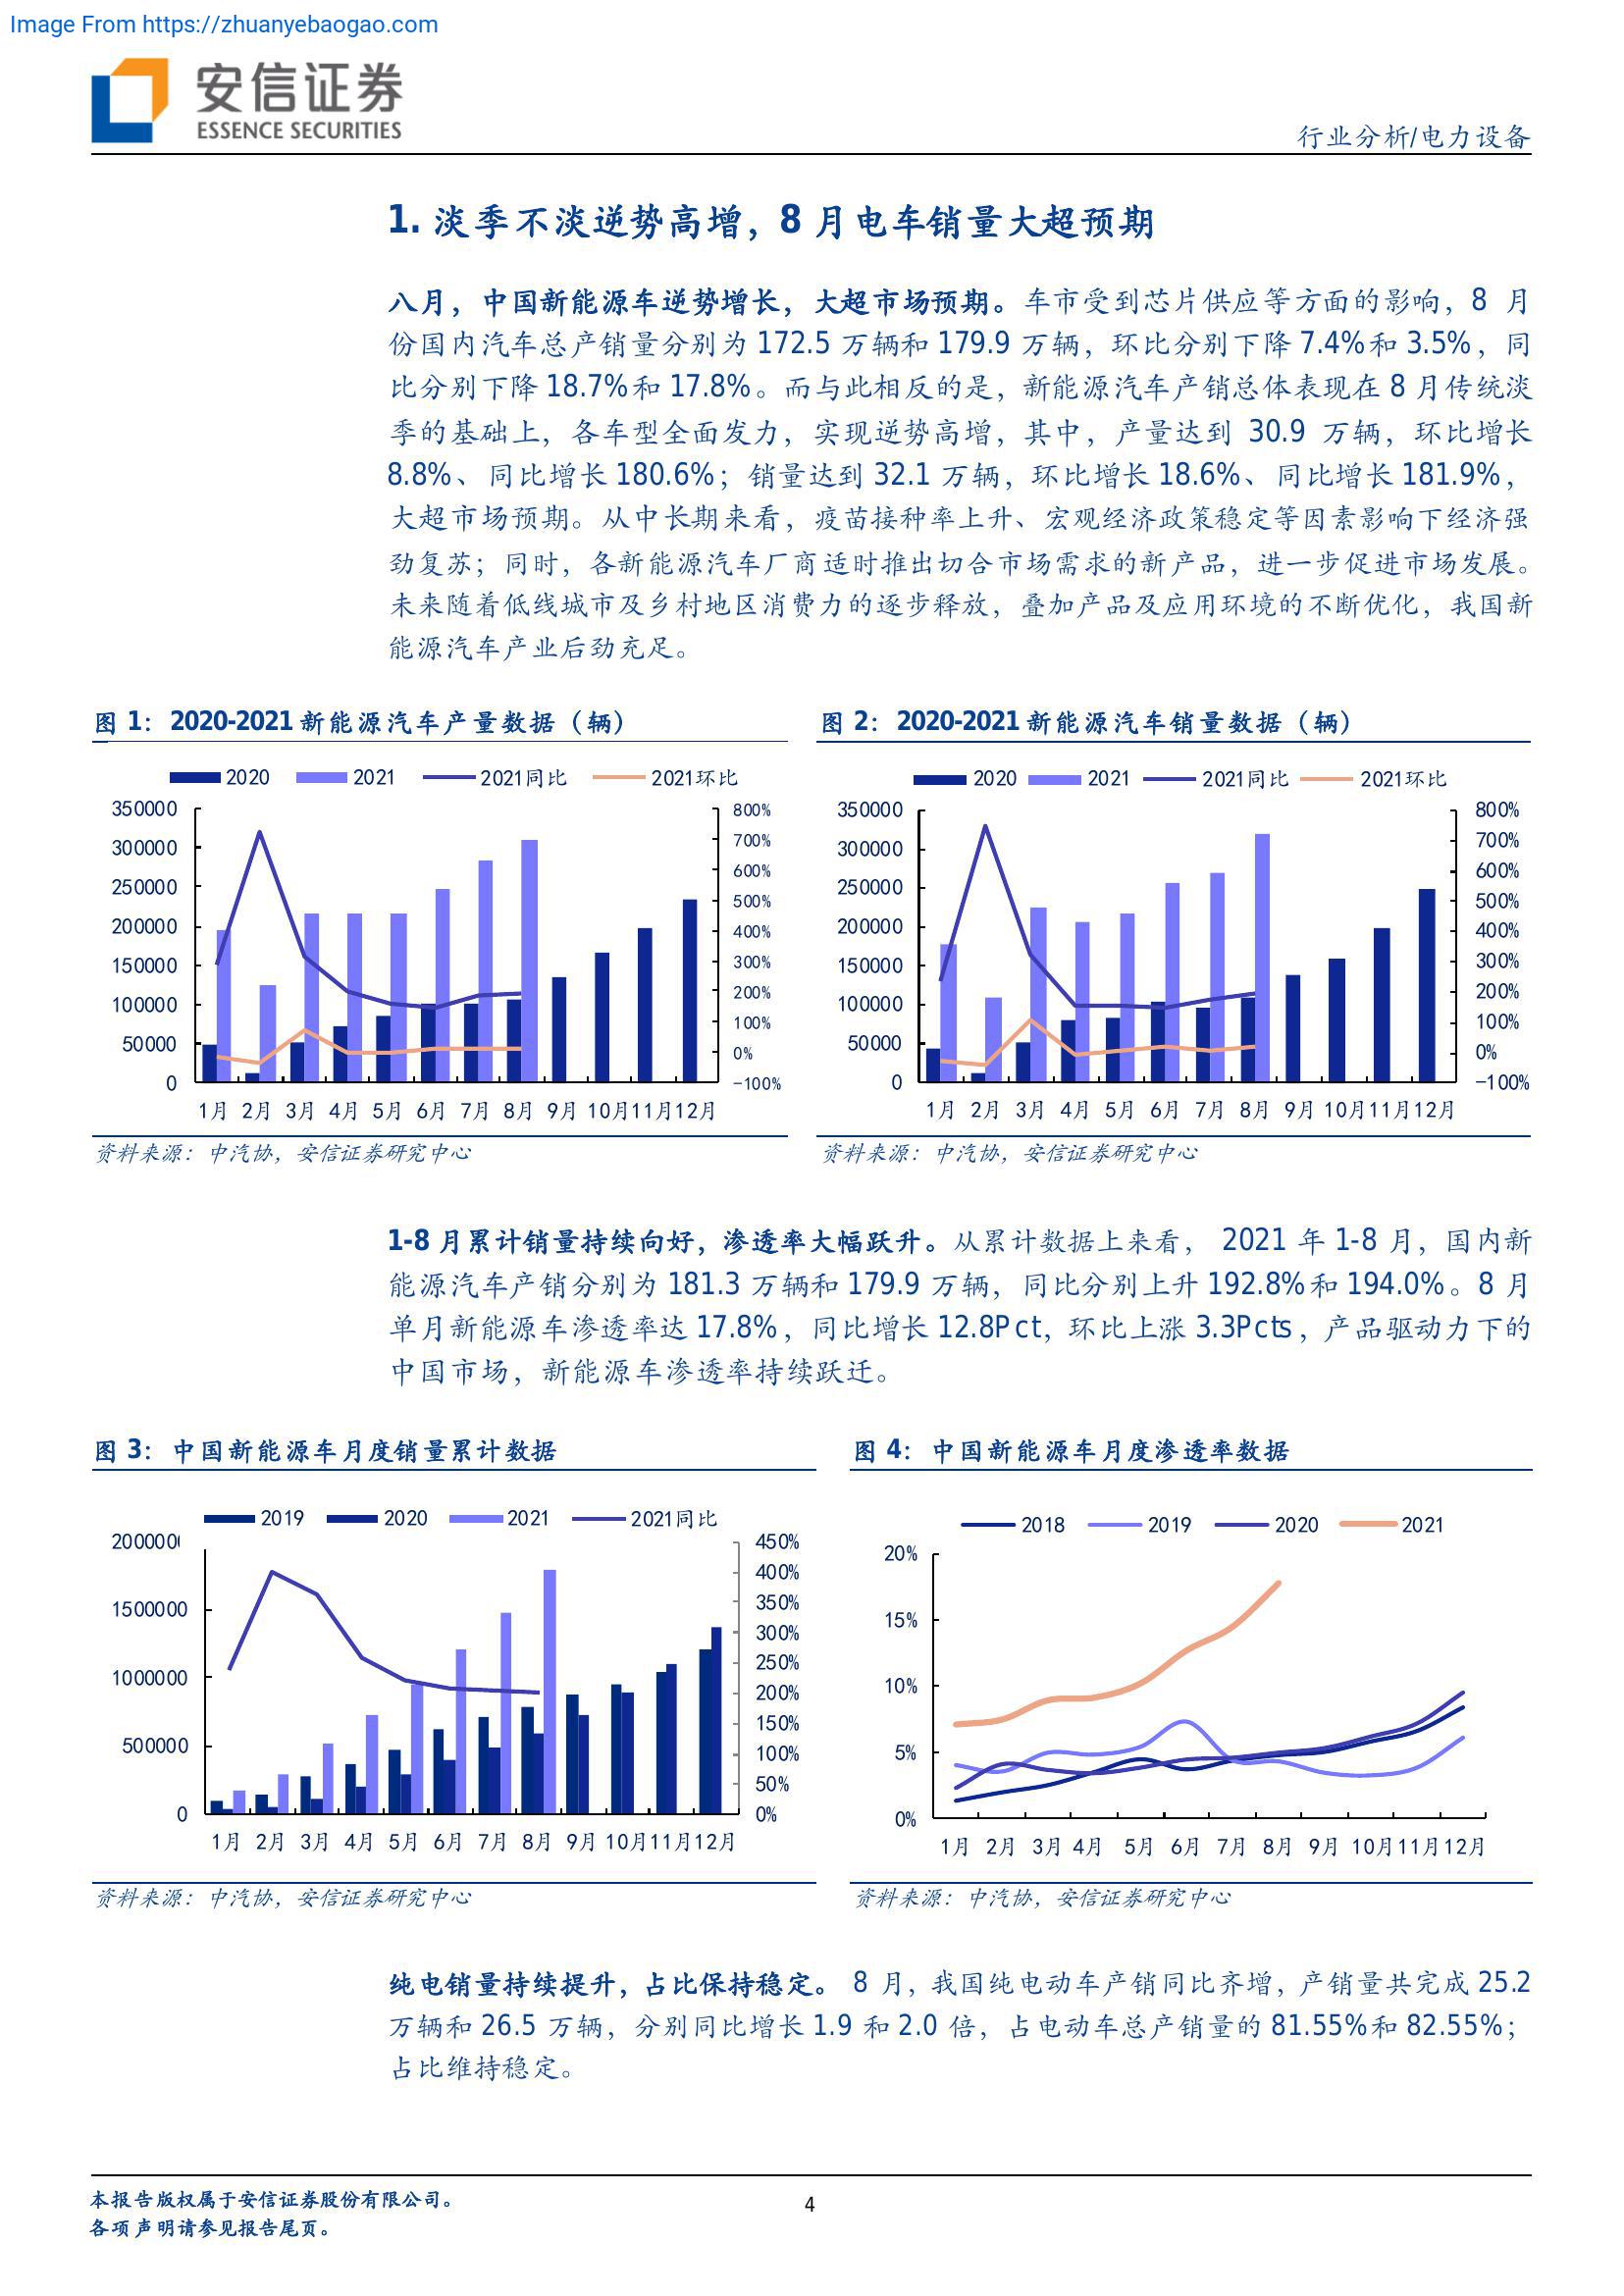 Image From https://zhuanyebaogao.com
安信证券
ESSENCE SECURITIES
行业分析/电力设备
1. 淡季不淡逆势高增，8 月电车销量大超预期
八月，中国新能源车逆势增长，大超市场预期。车市受到芯片供应等方面的影响，8 月
份国内汽车总产销量分别为 172.5 万辆和 179.9 万辆，环比分别下降 7.4%和 3.5%，同
比分别下降 18.7%和 17.8%。而与此相反的是，新能源汽车产销总体表现在 8 月传统淡
季的基础上，各车型全面发力，实现逆势高增，其中，产量达到 30.9 万辆，环比增长
8.8%、同比增长 180.6%；销量达到 32.1 万辆，环比增长 18.6%、同比增长 181.9%，
大超市场预期。从中长期来看，疫苗接种率上升、宏观经济政策稳定等因素影响下经济强
劲复苏；同时，各新能源汽车厂商适时推出切合市场需求的新产品，进一步促进市场发展。
未来随着低线城市及乡村地区消费力的逐步释放，叠加产品及应用环境的不断优化，我国新
能源汽车产业后劲充足。
图 1：2020-2021 新能源汽车产量数据（辆）
2020 2021 2021同比 2021环比
350000
300000
250000
200000
150000
100000
50000
0
800%
700%
600%
500%
400%
300%
200%
100%
0%
-100%
1月 2月 3月 4月 5月 6月 7月 8月 9月 10月 11月 12月
资料来源：中汽协，安信证券研究中心
图 2：2020-2021 新能源汽车销量数据（辆）
2020 2021 2021同比 2021环比
350000
300000
250000
200000
150000
100000
50000
0
800%
700%
600%
500%
400%
300%
200%
100%
0%
-100%
1月 2月 3月 4月 5月 6月 7月 8月 9月 10月 11月 12月
资料来源：中汽协，安信证券研究中心
1-8 月累计销量持续向好，渗透率大幅跃升。从累计数据上来看， 2021 年 1-8 月，国内新
能源汽车产销分别为 181.3 万辆和 179.9 万辆，同比分别上升 192.8%和 194.0%。8 月
单月新能源车渗透率达 17.8%，同比增长 12.8Pct，环比上涨 3.3Pcts，产品驱动力下的
中国市场，新能源车渗透率持续跃迁。
图 3：中国新能源车月度销量累计数据
2019 2020 2021 2021同比
2000000
1500000
1000000
500000
0
450%
400%
350%
300%
250%
200%
150%
100%
50%
0%
1月 2月 3月 4月 5月 6月 7月 8月 9月 10月 11月 12月
资料来源：中汽协，安信证券研究中心
图 4：中国新能源车月度渗透率数据
2018 2019 2020 2021
20%
15%
10%
5%
0%
1月 2月 3月 4月 5月 6月 7月 8月 9月 10月 11月 12月
资料来源：中汽协，安信证券研究中心
纯电销量持续提升，占比保持稳定。 8 月，我国纯电动车产销同比齐增，产销量共完成 25.2
万辆和 26.5 万辆，分别同比增长 1.9 和 2.0 倍，占电动车总产销量的 81.55%和 82.55%；
占比维持稳定。
本报告版权属于安信证券股份有限公司。
各项声明请参见报告尾页。
4